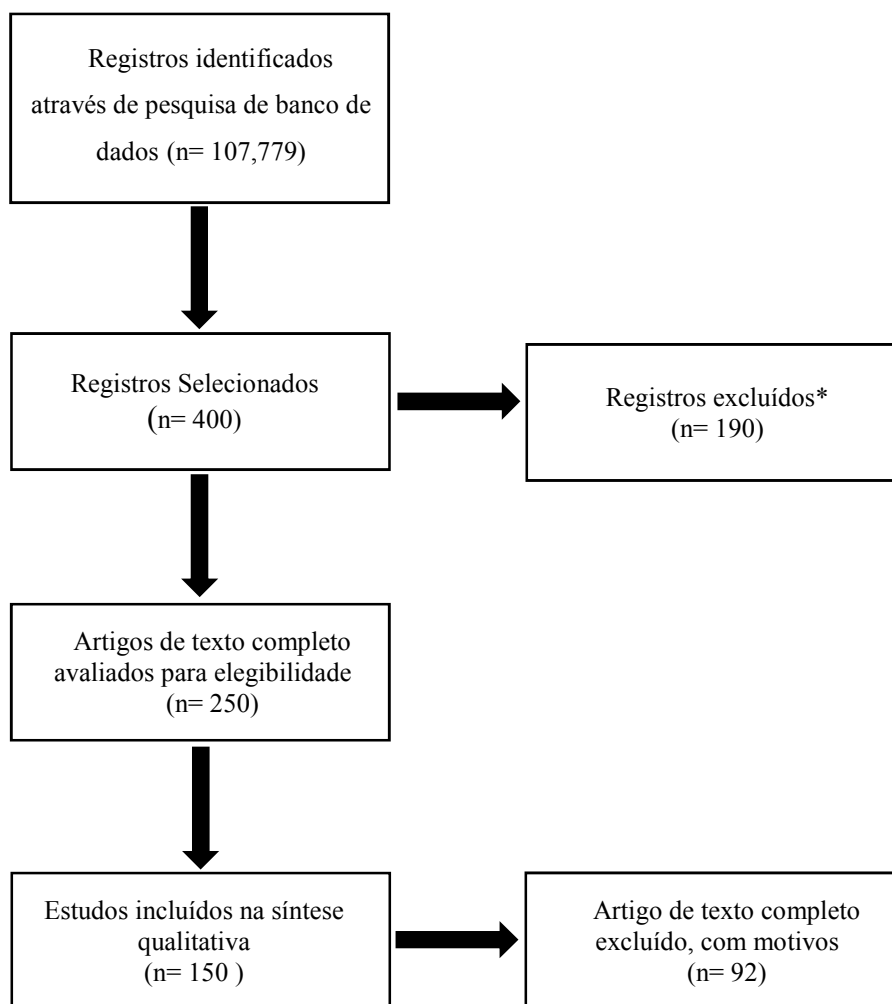 Registros identificados
através de pesquisa de banco de
dados (n= 107,779)
Registros Selecionados
(n= 400)
Registros excluídos*
(n= 190)
Artigos de texto completo
avaliados para elegibilidade
(n= 250)
Estudos incluídos na síntese
qualitativa
(n= 150 )
Artigo de texto completo
excluído, com motivos
(n= 92)